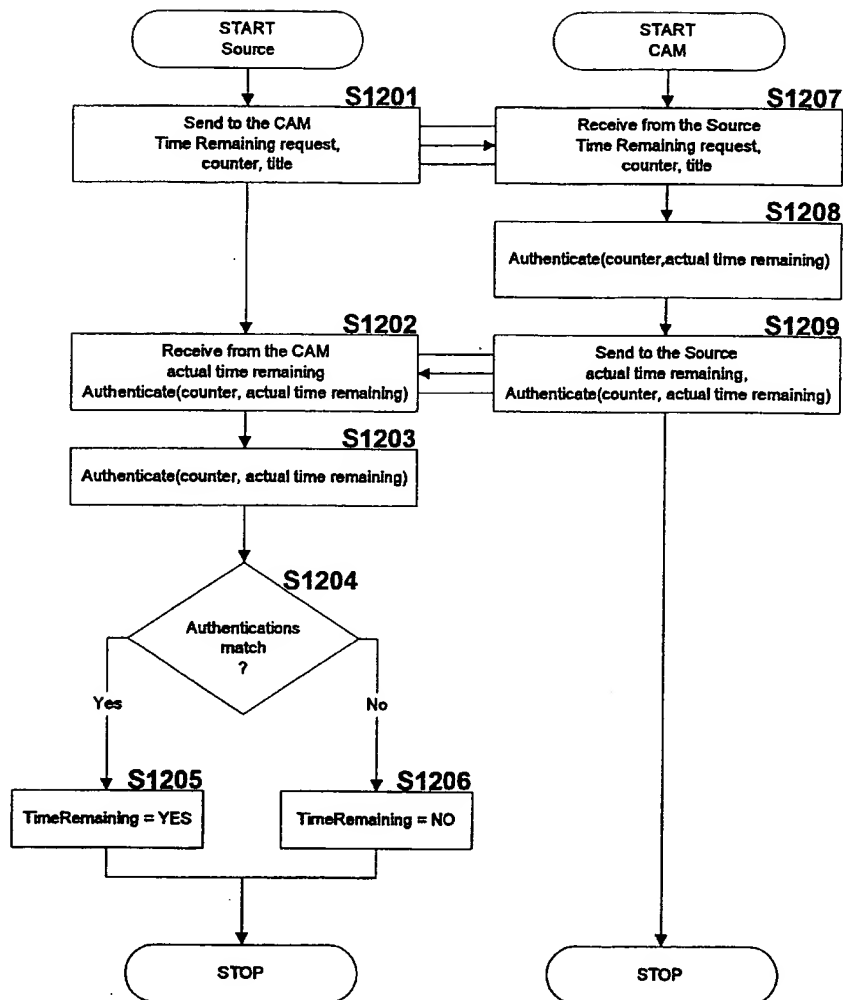 START
Source
START
CAM
S1201
Send to the CAM
Time Remaining request,
counter, title
S1207
Receive from the Source
Time Remaining request,
counter, title
S1208
Authenticate(counter,actual time remaining)
S1202
Receive from the CAM
actual time remaining
Authenticate(counter, actual time remaining)
S1209
Send to the Source
actual time remaining,
Authenticate(counter, actual time remaining)
S1203
Authenticate(counter, actual time remaining)
S1204
Authentications
match
?
Yes
No
S1205
TimeRemaining = YES
S1206
TimeRemaining = NO
STOP
STOP